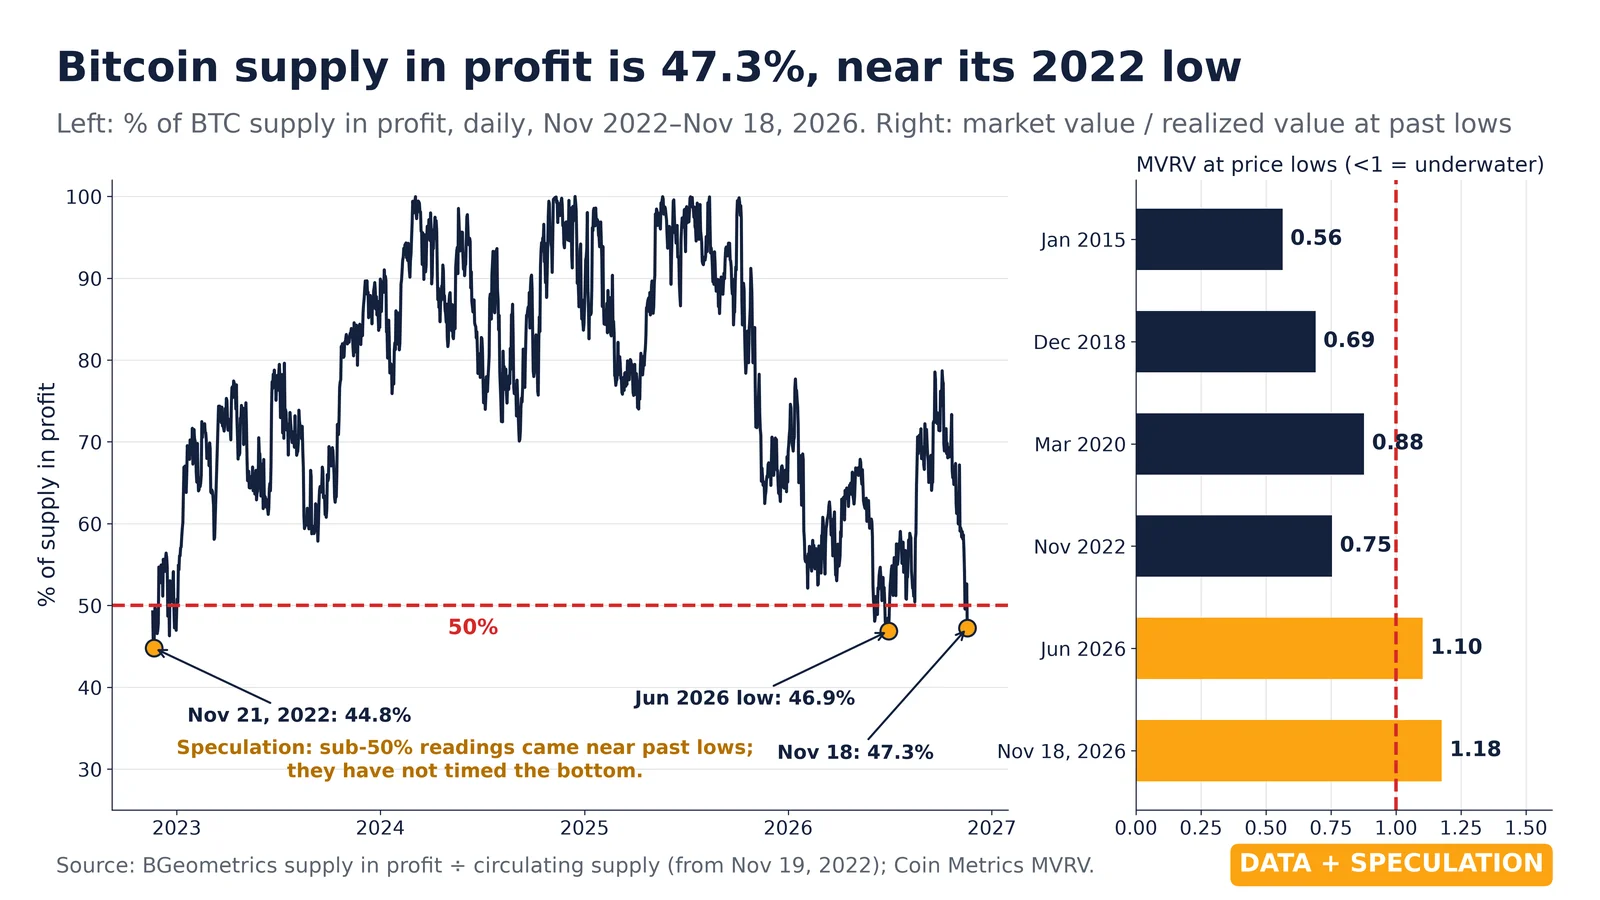 Bitcoin supply in profit is 47.3%, near its 2022 low
Left: % of BTC supply in profit, daily, Nov 2022–Nov 18, 2026. Right: market value / realized value at past lows
% of supply in profit
100
90
80
70
60
50
40
30
50%
Nov 21, 2022: 44.8%
Jun 2026 low: 46.9%
Nov 18: 47.3%
Speculation: sub-50% readings came near past lows;
they have not timed the bottom.
2023
2024
2025
2026
2027
MVRV at price lows (<1 = underwater)
Jan 2015
0.56
Dec 2018
0.69
Mar 2020
0.88
Nov 2022
0.75
Jun 2026
1.10
Nov 18, 2026
1.18
0.00
0.25
0.50
0.75
1.00
1.25
1.50
Source: BGeometrics supply in profit ÷ circulating supply (from Nov 19, 2022); Coin Metrics MVRV.
DATA + SPECULATION